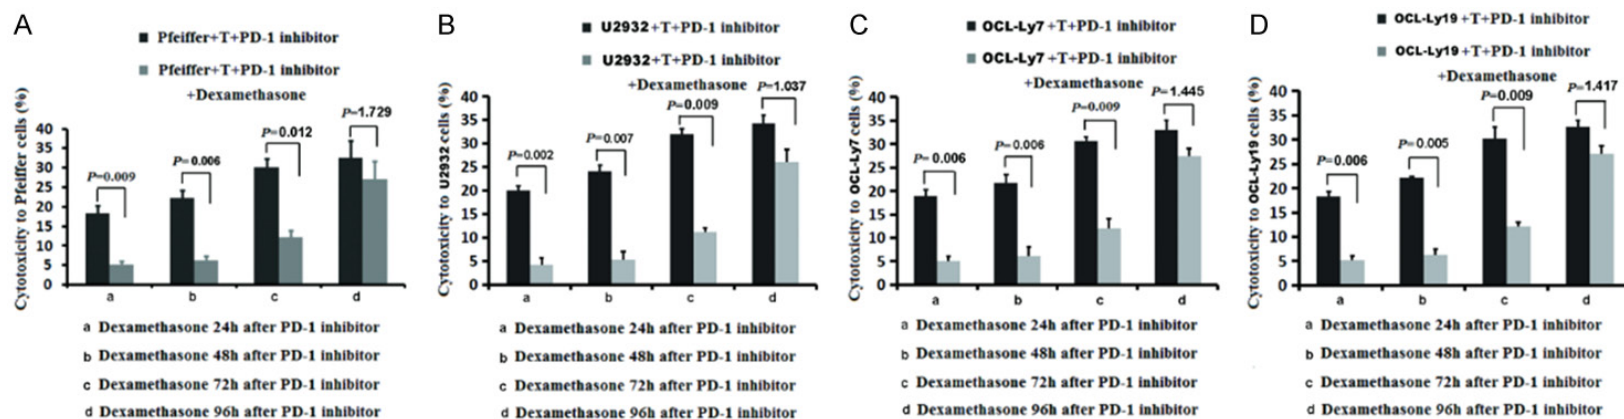 A
Pfeiffer+T+PD-1 inhibitor
Pfeiffer+T+PD-1 inhibitor
+Dexamethasone
Cytotoxicity to Pfeiffer cells (%)
40
35
30
25
20
15
10
5
0
P=0.009
P=0.006
P=0.012
P=1.729
a
b
c
d
a Dexamethasone 24h after PD-1 inhibitor
b Dexamethasone 48h after PD-1 inhibitor
c Dexamethasone 72h after PD-1 inhibitor
d Dexamethasone 96h after PD-1 inhibitor
B
U2932+T+PD-1 inhibitor
U2932+T+PD-1 inhibitor
+Dexamethasone
Cytotoxicity to U2932 cells (%)
40
35
30
25
20
15
10
5
0
P=0.002
P=0.007
P=0.009
P=1.037
a
b
c
d
a Dexamethasone 24h after PD-1 inhibitor
b Dexamethasone 48h after PD-1 inhibitor
c Dexamethasone 72h after PD-1 inhibitor
d Dexamethasone 96h after PD-1 inhibitor
C
OCL-Ly7+T+PD-1 inhibitor
OCL-Ly7+T+PD-1 inhibitor
+Dexamethasone
Cytotoxicity to OCL-Ly7 cells (%)
40
35
30
25
20
15
10
5
0
P= 0.006
P=0.006
P=0.009
P=1.445
a
b
c
d
a Dexamethasone 24h after PD-1 inhibitor
b Dexamethasone 48h after PD-1 inhibitor
c Dexamethasone 72h after PD-1 inhibitor
d Dexamethasone 96h after PD-1 inhibitor
D
OCL-Ly19+T+PD-1 inhibitor
OCL-Ly19+T+PD-1 inhibitor
+Dexamethasone
Cytotoxicity to OCL-Ly19 cells (%)
40
35
30
25
20
15
10
5
0
P=0.006
P=0.005
P=0.009
P=1.417
a
b
c
d
a Dexamethasone 24h after PD-1 inhibitor
b Dexamethasone 48h after PD-1 inhibitor
c Dexamethasone 72h after PD-1 inhibitor
d Dexamethasone 96h after PD-1 inhibitor